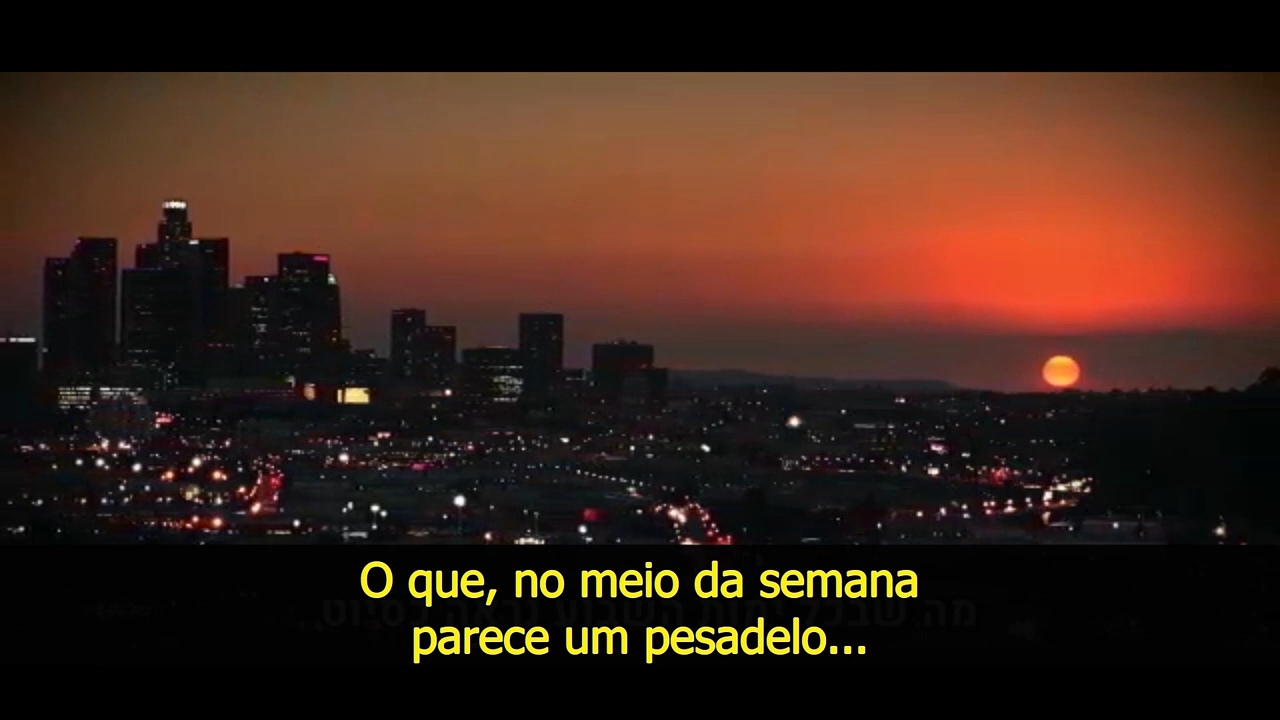 O que, no meio da semana
parece um pesadelo...